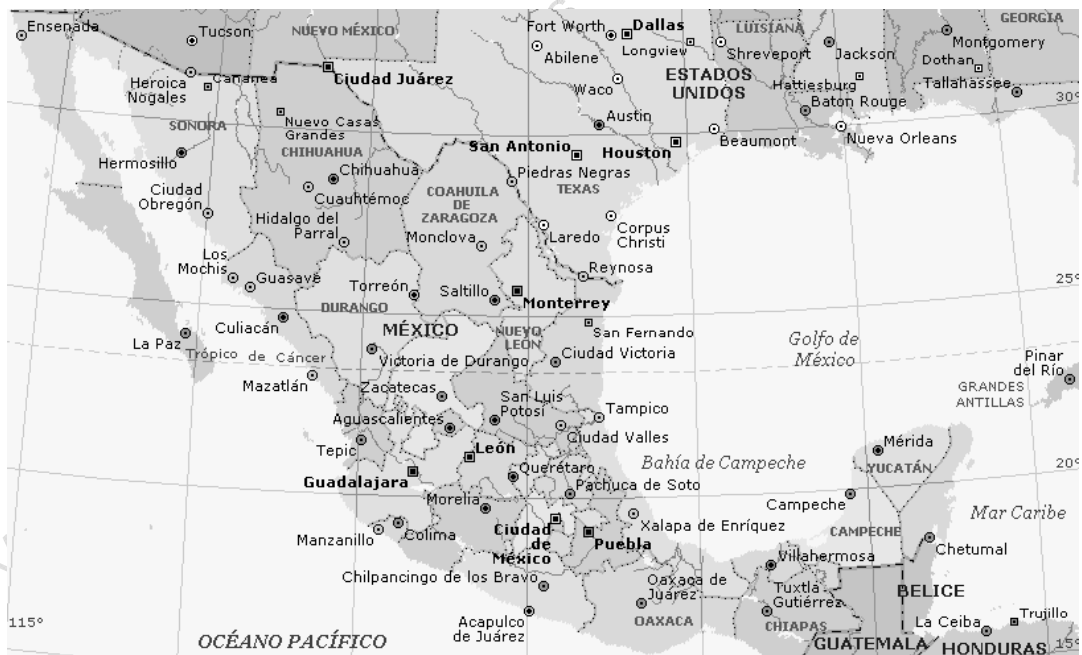 Ensenada
Tucson
NUEVO MÉXICO
Fort Worth
Dallas
LUISIANA
GEORGIA
Abilene
Longview
Shreveport
Jackson
Montgomery
Heroica
Nogales
Cananea
Ciudad Juárez
ESTADOS
UNIDOS
Waco
Hattiesburg
Dothan
Tallahassee
Baton Rouge
30°
Nuevo Casas
Grandes
SONORA
Austin
Hermosillo
CHIHUAHUA
San Antonio
Houston
Beaumont
Nueva Orleans
Chihuahua
Piedras Negras
TEXAS
Ciudad
Obregón
Cuauhtémoc
COAHUILA
DE
ZARAGOZA
Hidalgo del
Parral
Monclova
Laredo
Corpus
Christi
Los
Mochis
Guasave
Torreón
Saltillo
Reynosa
25°
DURANGO
Monterrey
Culiacán
MÉXICO
NUEVO
LEÓN
San Fernando
La Paz
Trópico de Cáncer
Victoria de Durango
Ciudad Victoria
Golfo de
México
Pinar
del Río
Mazatlán
Zacatecas
San Luis
Potosí
GRANDES
ANTILLAS
Aguascalientes
Tampico
Tepic
León
Ciudad Valles
Mérida
Guadalajara
Querétaro
Bahía de Campeche
YUCATÁN
20°
Morelia
Pachuca de Soto
Campeche
Manzanillo
Colima
Ciudad
de
México
Puebla
Xalapa de Enríquez
CAMPECHE
Mar Caribe
Chetumal
Chilpancingo de los Bravo
Oaxaca de
Juárez
Villahermosa
Tuxtla
Gutiérrez
BELICE
Acapulco
de Juárez
OAXACA
CHIAPAS
La Ceiba
Trujillo
115°
OCÉANO PACÍFICO
GUATEMALA
HONDURAS
15°